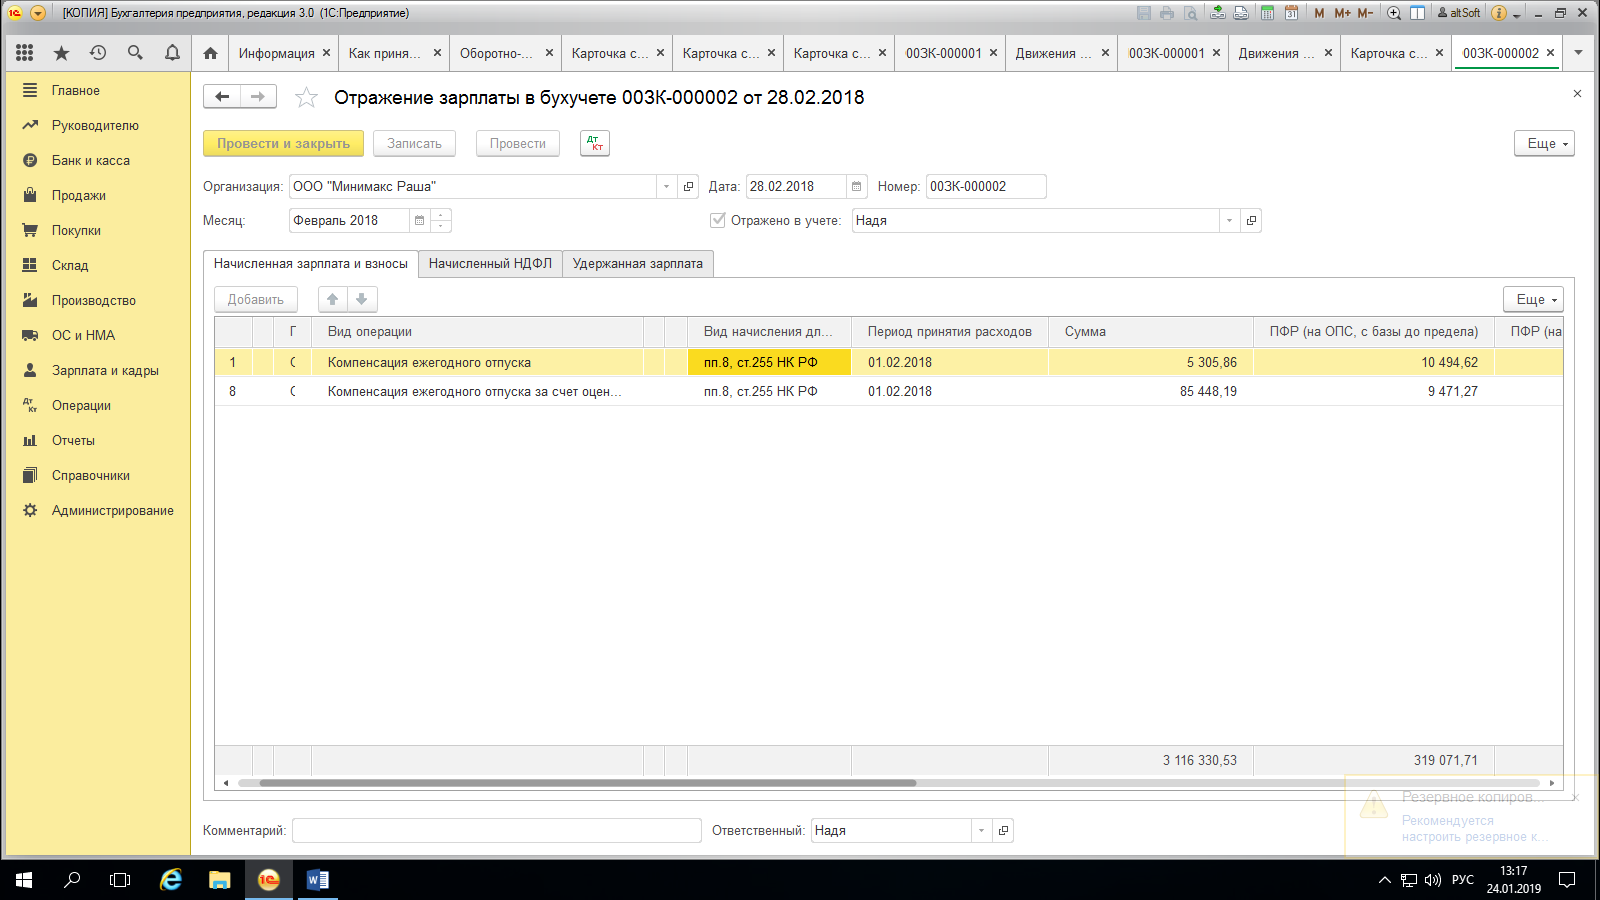 [КОПИЯ] Бухгалтерия предприятия, редакция 3.0 (1С:Предприятие)
M M+ M- altSoft
Информация Как приня... Оборотно-... Карточка с... Карточка с... Карточка с... 00ЗК-000001 Движения ... 00ЗК-000001 Движения ... Карточка с... 00ЗК-000002
Главное
Руководителю
Банк и касса
Продажи
Покупки
Склад
Производство
ОС и НМА
Зарплата и кадры
Операции
Отчеты
Справочники
Администрирование
Отражение зарплаты в бухучете 00ЗК-000002 от 28.02.2018
Провести и закрыть Записать Провести Дт Кт Еще
Организация: ООО "Минимакс Раша" Дата: 28.02.2018 Номер: 00ЗК-000002
Месяц: Февраль 2018 Отражено в учете: Надя
Начисленная зарплата и взносы Начисленный НДФЛ Удержанная зарплата
Добавить Еще
Вид операции Вид начисления дл... Период принятия расходов Сумма ПФР (на ОПС, с базы до предела) ПФР (на
1 Компенсация ежегодного отпуска пп.8, ст.255 НК РФ 01.02.2018 5 305,86 10 494,62
8 Компенсация ежегодного отпуска за счет оцен... пп.8, ст.255 НК РФ 01.02.2018 85 448,19 9 471,27
3 116 330,53 319 071,71
Резервное копиров...
Рекомендуется
настроить резервное к...
Комментарий: Ответственный: Надя
РУС 13:17
24.01.2019